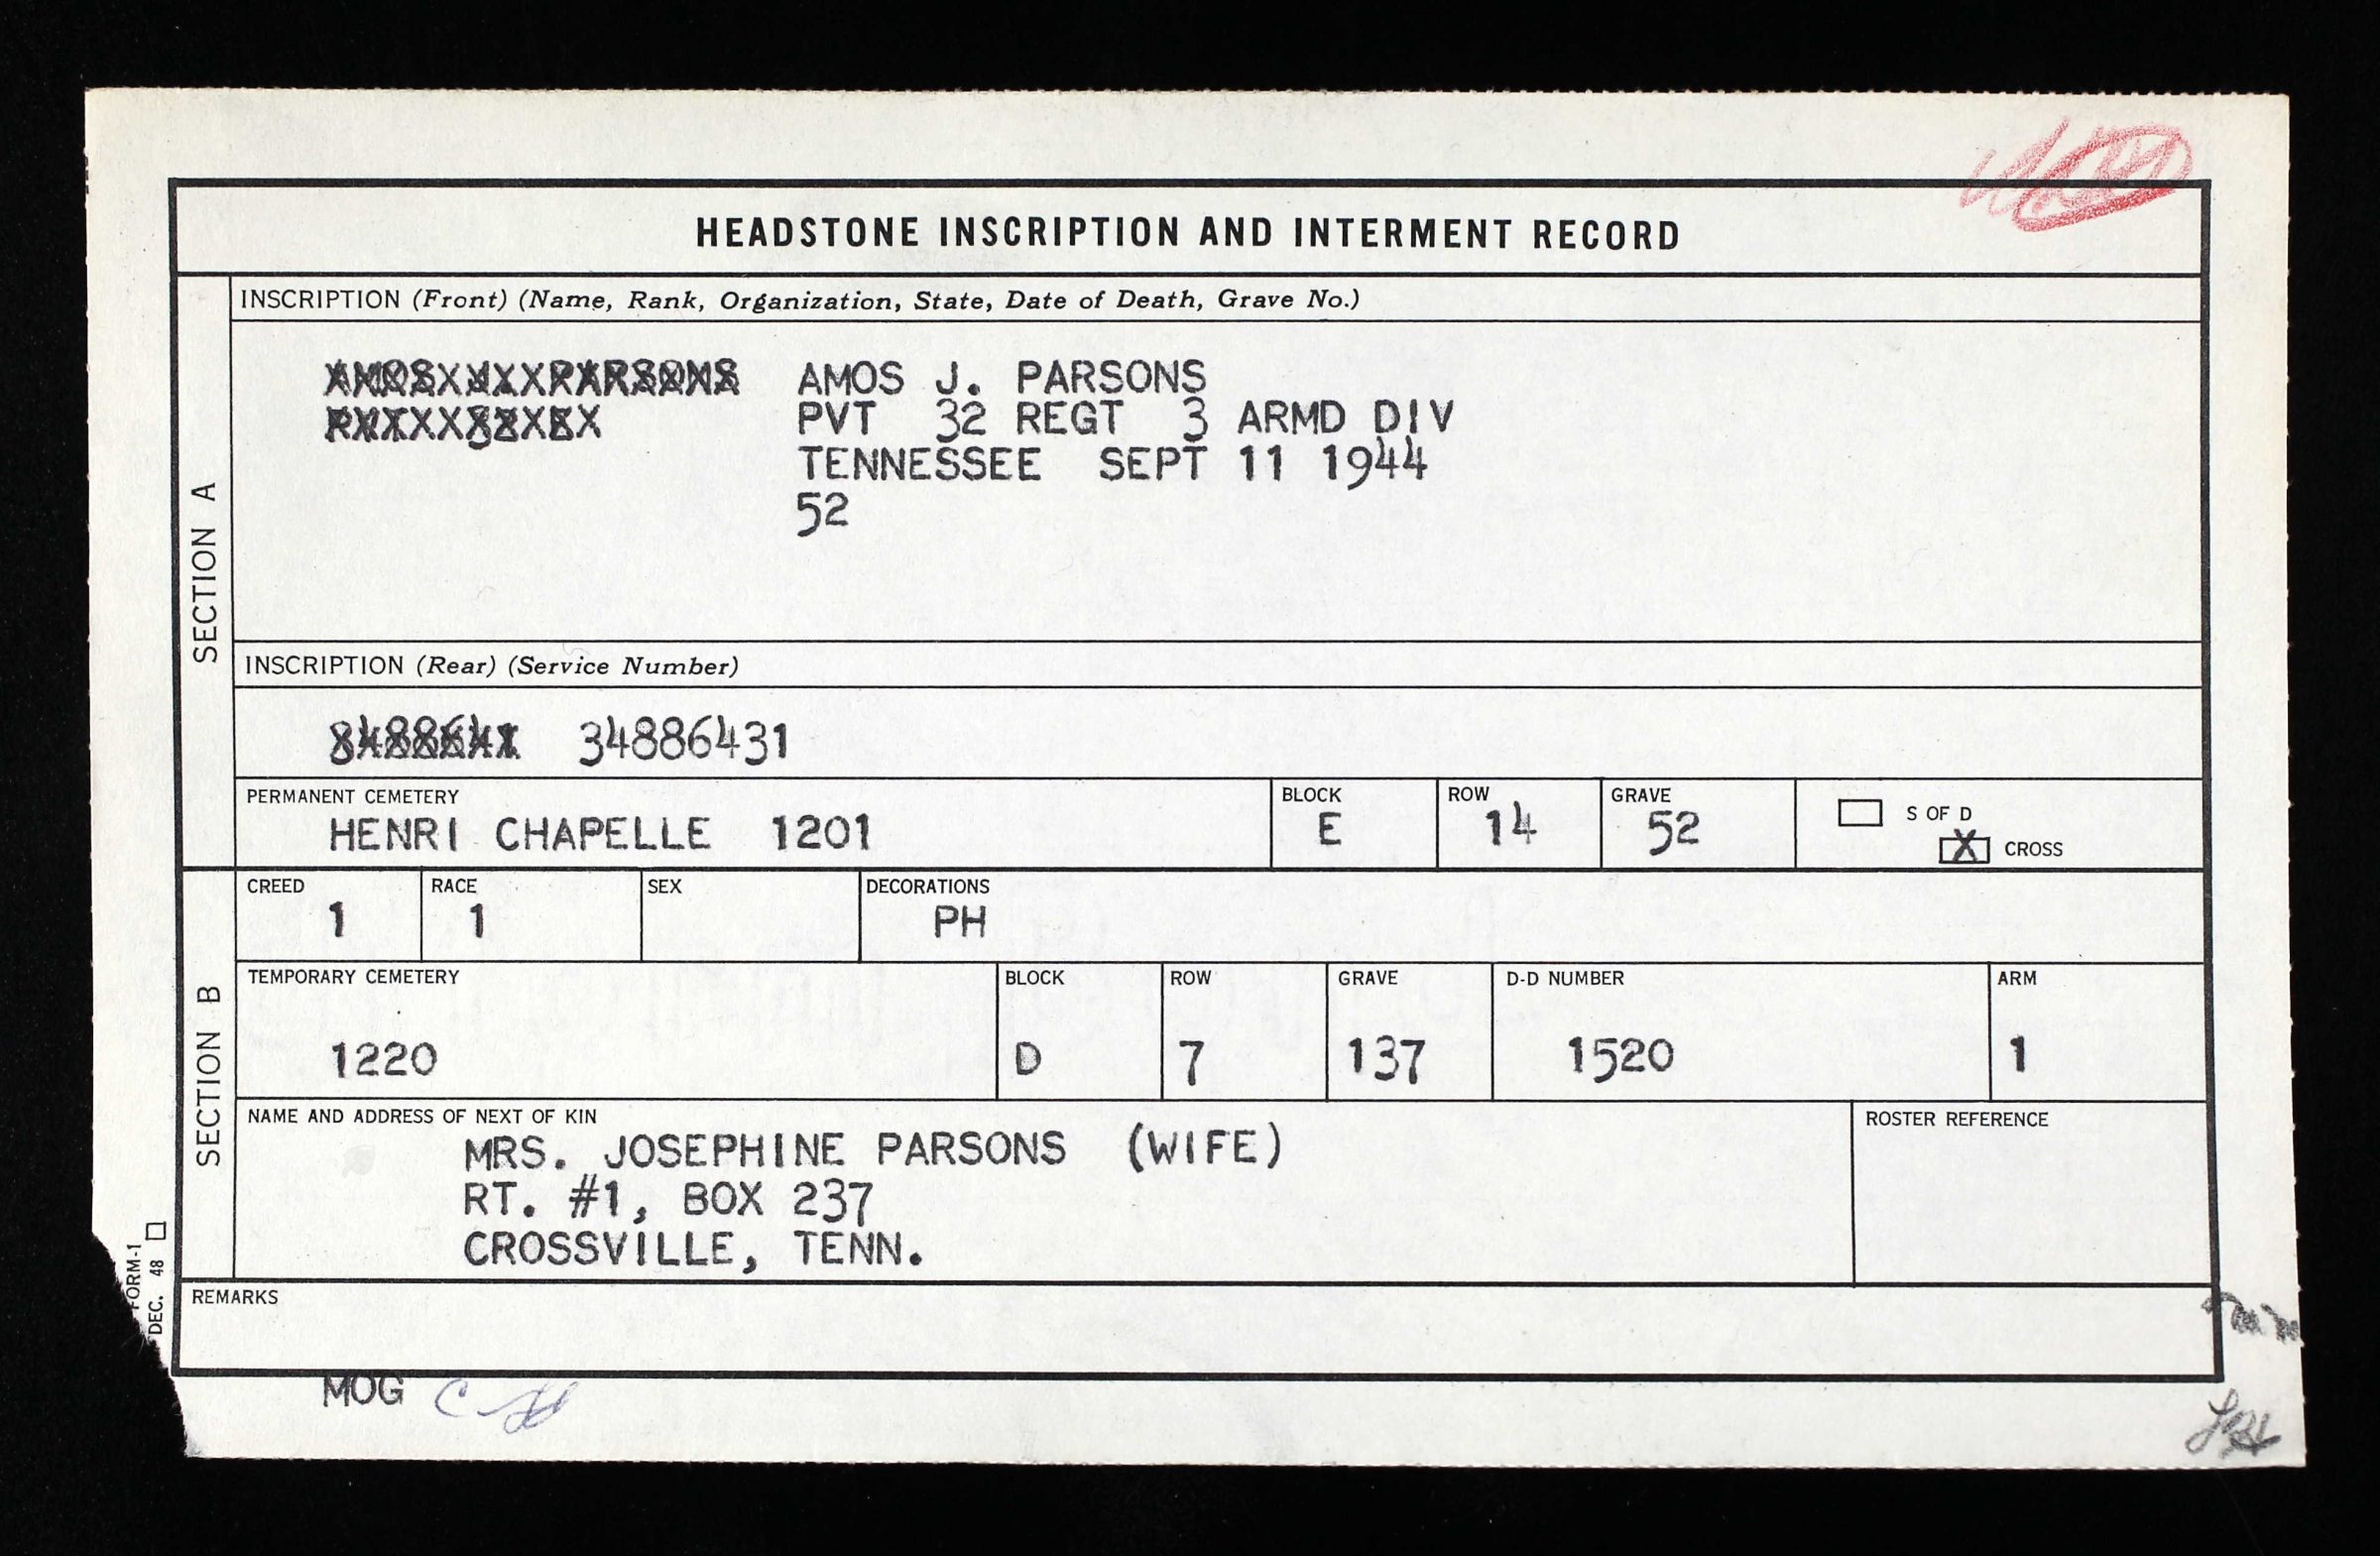 HEADSTONE INSCRIPTION AND INTERMENT RECORD
SECTION A
INSCRIPTION (Front) (Name, Rank, Organization, State, Date of Death, Grave No.)
AMOS J. PARSONS
PVT 32 REGT 3 ARMD DIV
TENNESSEE SEPT 11 1944
52
INSCRIPTION (Rear) (Service Number)
34886431
PERMANENT CEMETERY
HENRI CHAPELLE 1201
BLOCK
E
ROW
14
GRAVE
52
S OF D
X CROSS
SECTION B
CREED
1
RACE
1
SEX
DECORATIONS
PH
TEMPORARY CEMETERY
1220
BLOCK
D
ROW
7
GRAVE
137
D-D NUMBER
1520
ARM
1
NAME AND ADDRESS OF NEXT OF KIN
MRS. JOSEPHINE PARSONS (WIFE)
RT. #1, BOX 237
CROSSVILLE, TENN.
ROSTER REFERENCE
FORM-1
DEC. 48
REMARKS
MOG